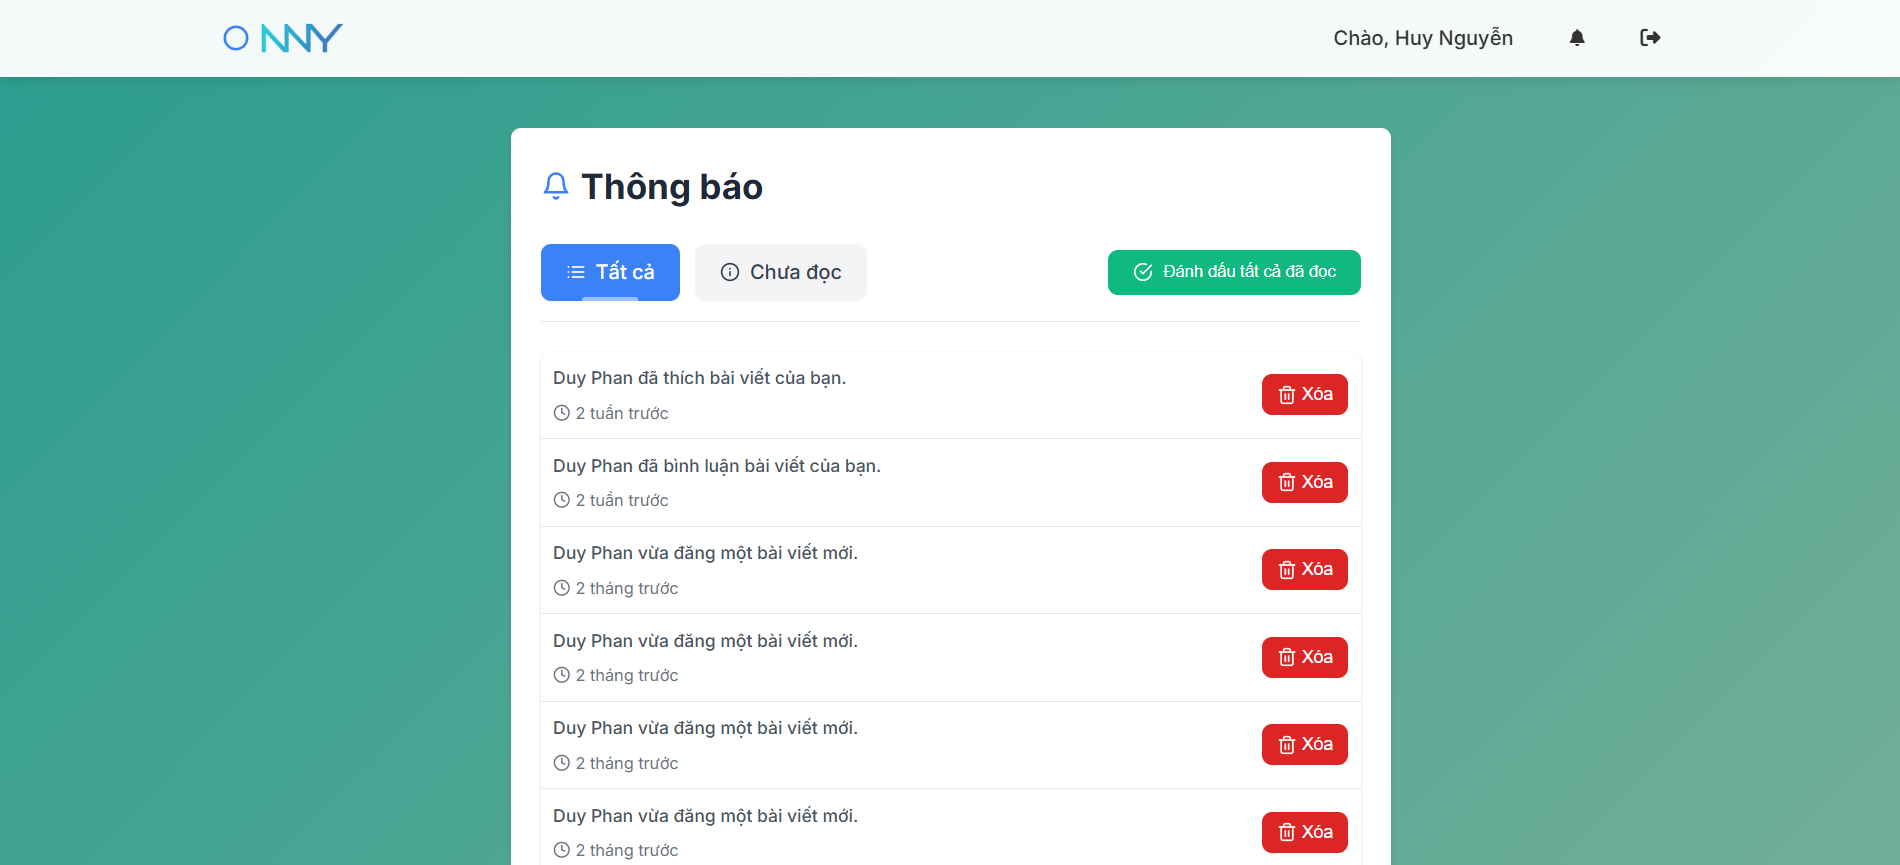 O NNY
Chào, Huy Nguyễn
Thông báo
Tất cả
Chưa đọc
Đánh dấu tất cả đã đọc
Duy Phan đã thích bài viết của bạn.
Xóa
2 tuần trước
Duy Phan đã bình luận bài viết của bạn.
Xóa
2 tuần trước
Duy Phan vừa đăng một bài viết mới.
Xóa
2 tháng trước
Duy Phan vừa đăng một bài viết mới.
Xóa
2 tháng trước
Duy Phan vừa đăng một bài viết mới.
Xóa
2 tháng trước
Duy Phan vừa đăng một bài viết mới.
Xóa
2 tháng trước